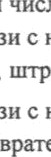 числ
зи с н
, штр
зи с н
врате